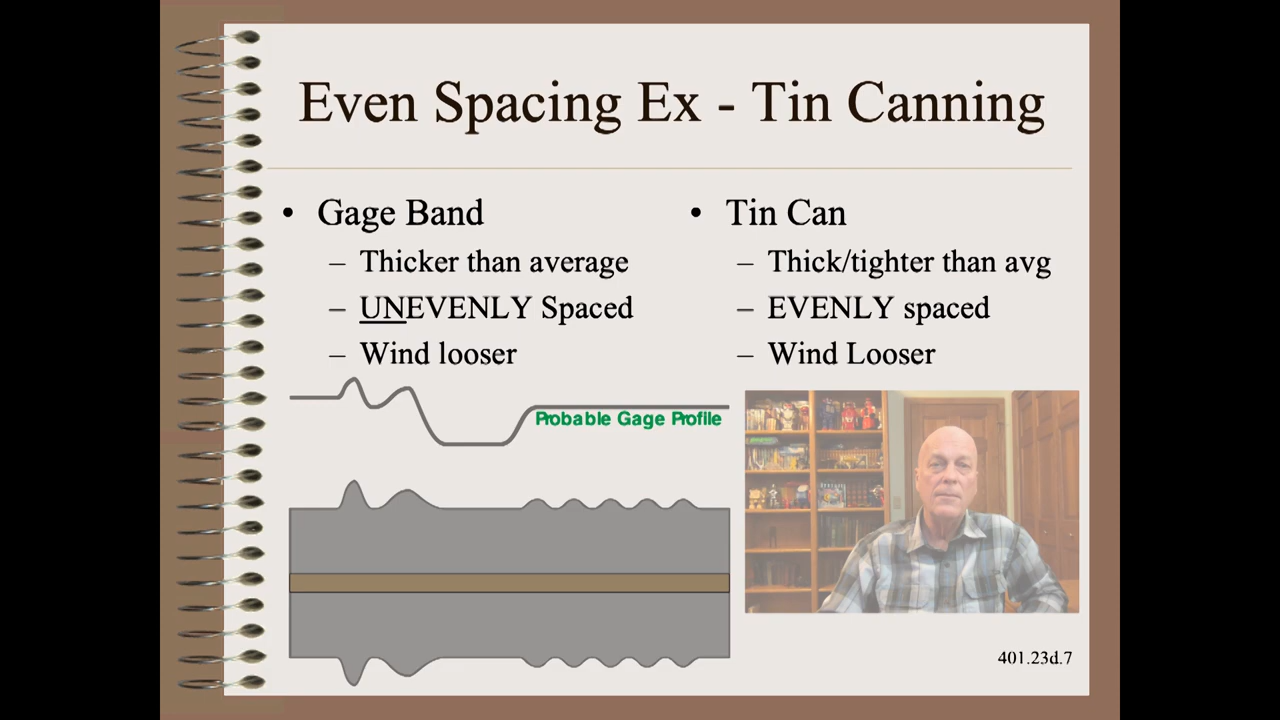 Even Spacing Ex - Tin Canning
• Gage Band
– Thicker than average
– UNEVENLY Spaced
– Wind looser
• Tin Can
– Thick/tighter than avg
– EVENLY spaced
– Wind Looser
Probable Gage Profile
401.23d.7